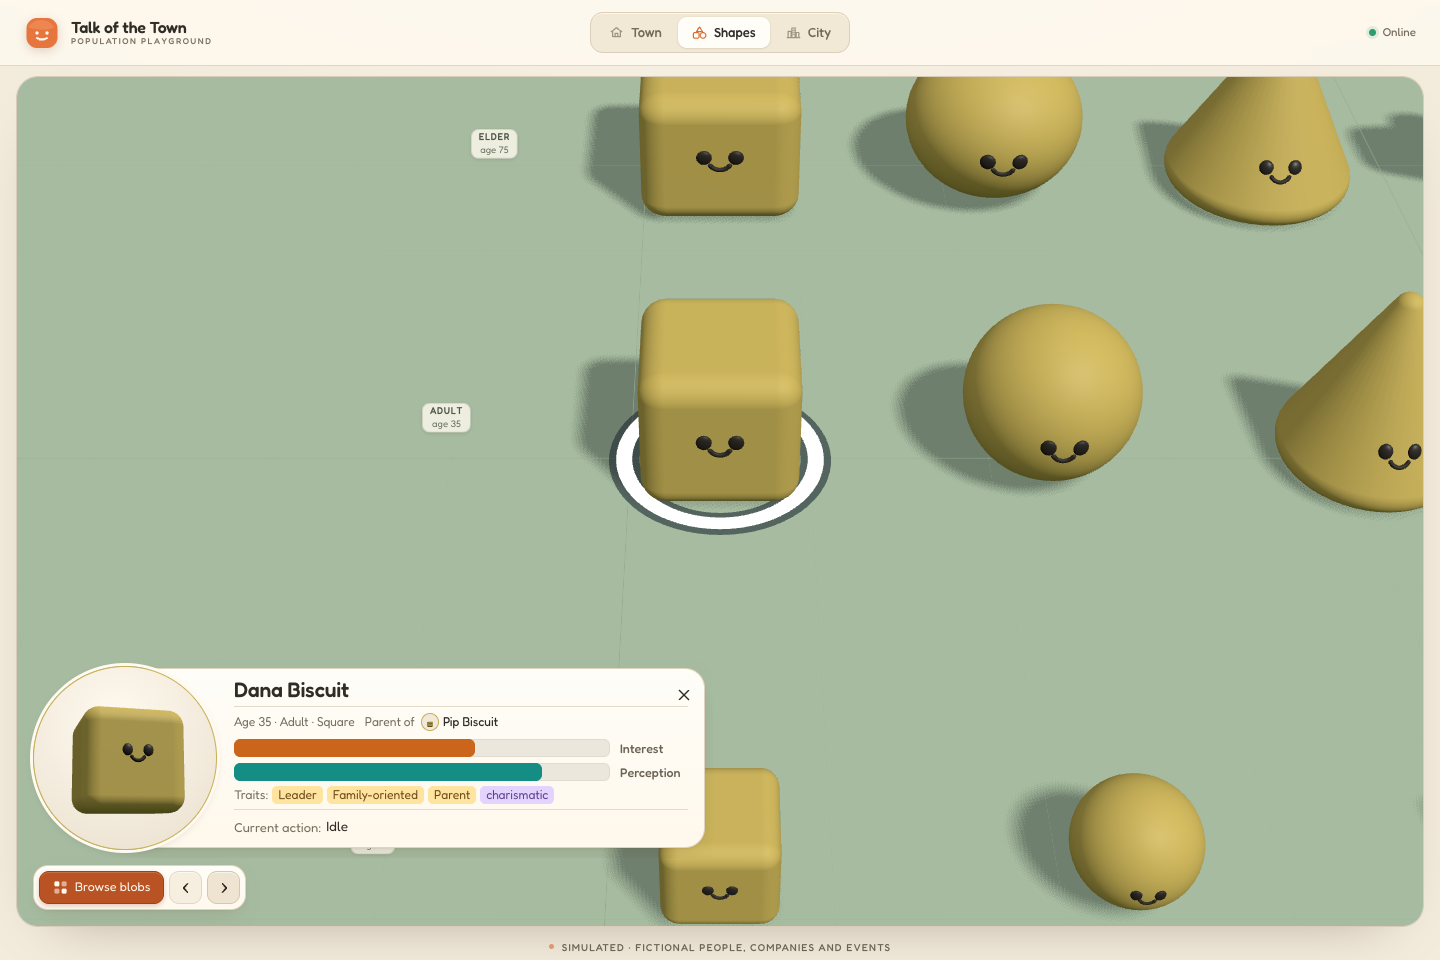 Talk of the Town
POPULATION PLAYGROUND
Town
Shapes
City
Online
ELDER
age 75
ADULT
age 35
Dana Biscuit
Age 35 · Adult · Square Parent of Pip Biscuit
Interest
Perception
Traits: Leader Family-oriented Parent charismatic
Current action: Idle
Browse blobs
SIMULATED · FICTIONAL PEOPLE, COMPANIES AND EVENTS